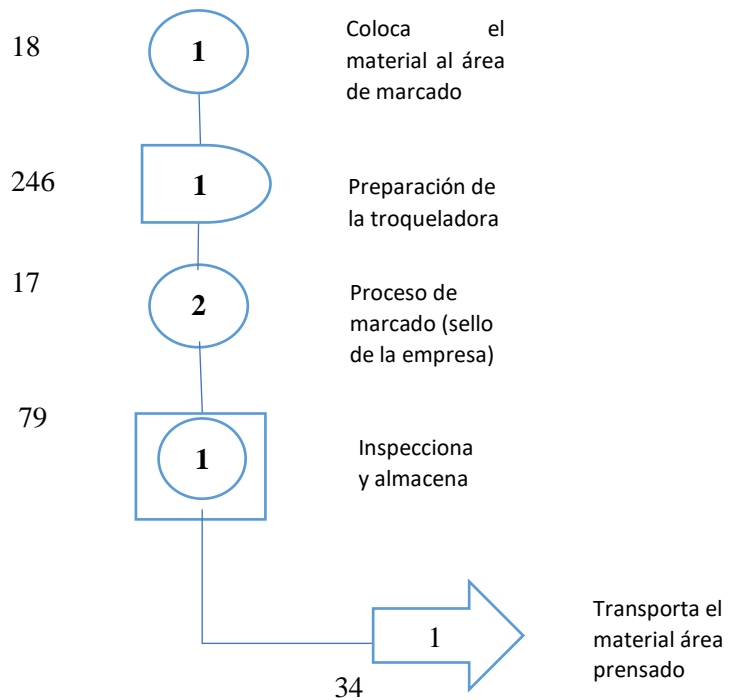 18
1
Coloca el
material al área
de marcado
246
1
Preparación de
la troqueladora
17
2
Proceso de
marcado (sello
de la empresa)
79
1
Inspecciona
y almacena
1
Transporta el
material área
prensado
34